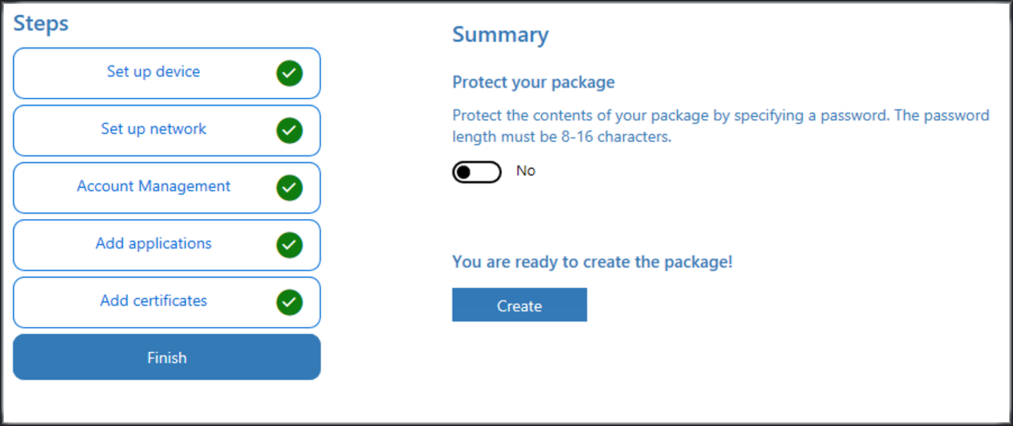 Steps
Set up device
Set up network
Account Management
Add applications
Add certificates
Finish
Summary
Protect your package
Protect the contents of your package by specifying a password. The password
length must be 8-16 characters.
No
You are ready to create the package!
Create